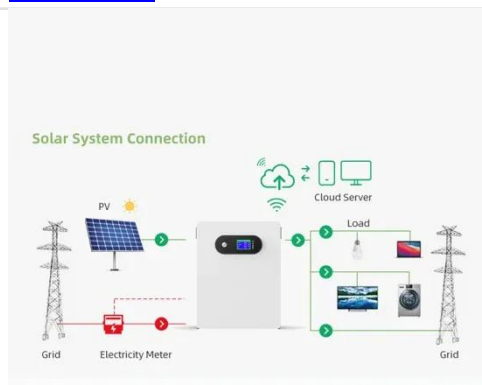 Solar System Connection
Cloud Server
PV
Load
Grid
Electricity Meter
Grid